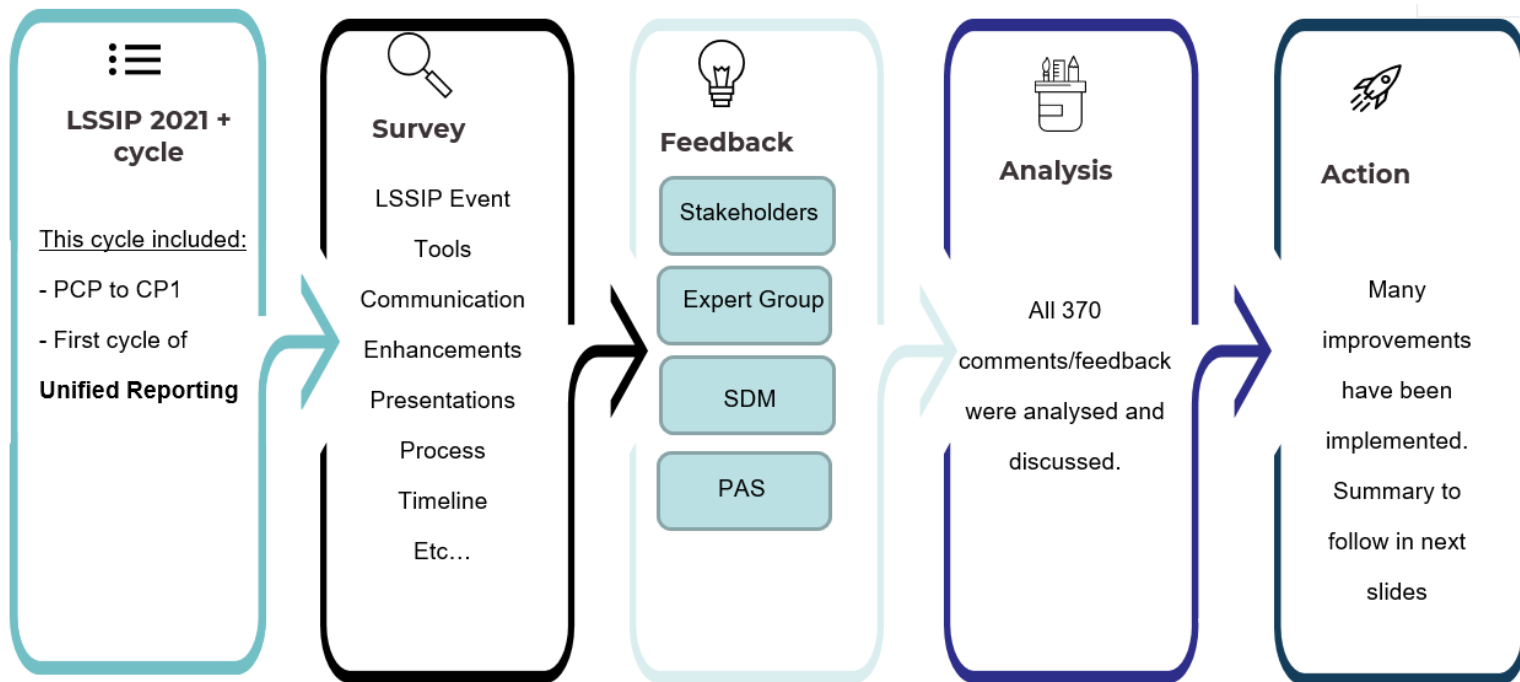 LSSIP 2021 +
cycle
This cycle included:
- PCP to CP1
- First cycle of
Unified Reporting
Survey
LSSIP Event
Tools
Communication
Enhancements
Presentations
Process
Timeline
Etc...
Feedback
Stakeholders
Expert Group
SDM
PAS
Analysis
All 370
comments/feedback
were analysed and
discussed.
Action
Many
improvements
have been
implemented.
Summary to
follow in next
slides